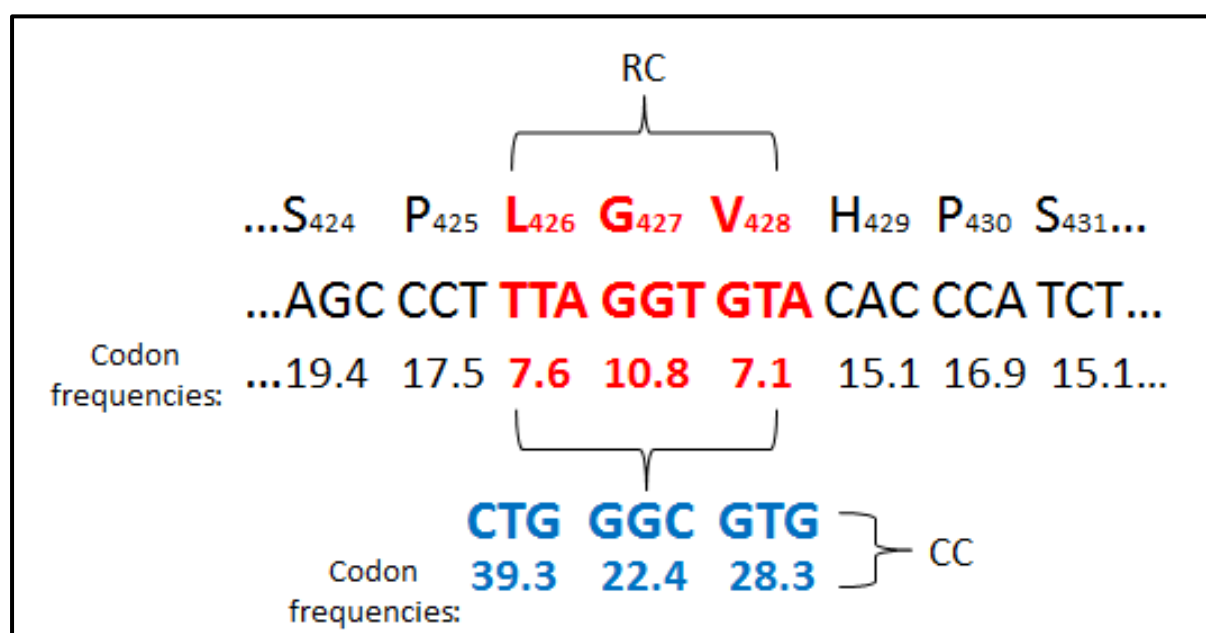 RC
...S424 P425 L426 G427 V428 H429 P430 S431...
...AGC CCT TTA GGT GTA CAC CCA TCT...
Codon
frequencies:
...19.4 17.5 7.6 10.8 7.1 15.1 16.9 15.1...
CTG GGC GTG
CC
Codon
frequencies:
39.3 22.4 28.3